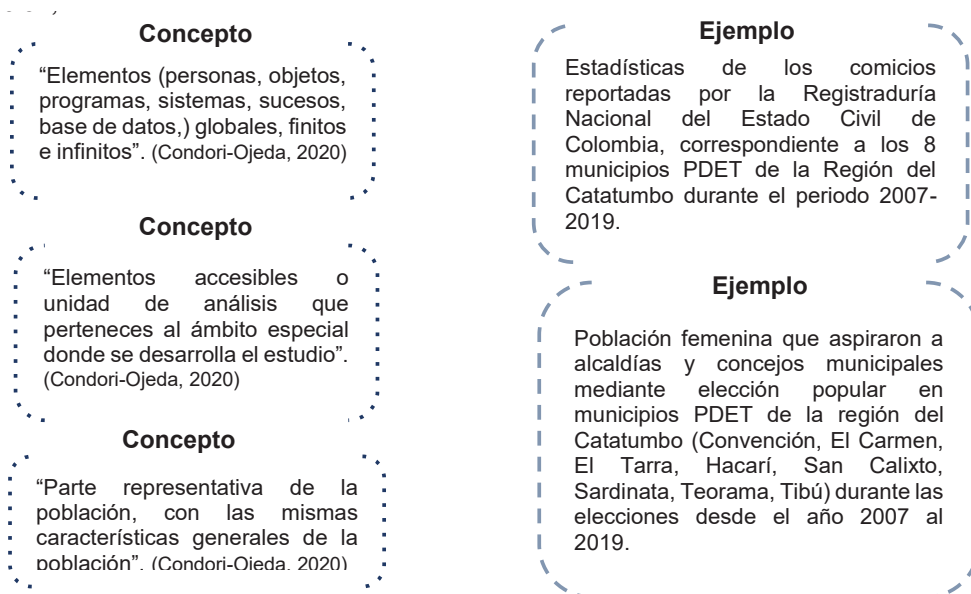 Concepto
“Elementos (personas, objetos,
programas, sistemas, sucesos,
base de datos,) globales, finitos
e infinitos”. (Condori-Ojeda, 2020)
Concepto
“Elementos accesibles o
unidad de análisis que
perteneces al ámbito especial
donde se desarrolla el estudio”.
(Condori-Ojeda, 2020)
Concepto
“Parte representativa de la
población, con las mismas
características generales de la
población”. (Condori-Ojeda, 2020)
Ejemplo
Estadísticas de los comicios
reportadas por la Registraduría
Nacional del Estado Civil de
Colombia, correspondiente a los 8
municipios PDET de la Región del
Catatumbo durante el periodo 2007-
2019.
Ejemplo
Población femenina que aspiraron a
alcaldías y concejos municipales
mediante elección popular en
municipios PDET de la región del
Catatumbo (Convención, El Carmen,
El Tarra, Hacarí, San Calixto,
Sardinata, Teorama, Tibú) durante las
elecciones desde el año 2007 al
2019.